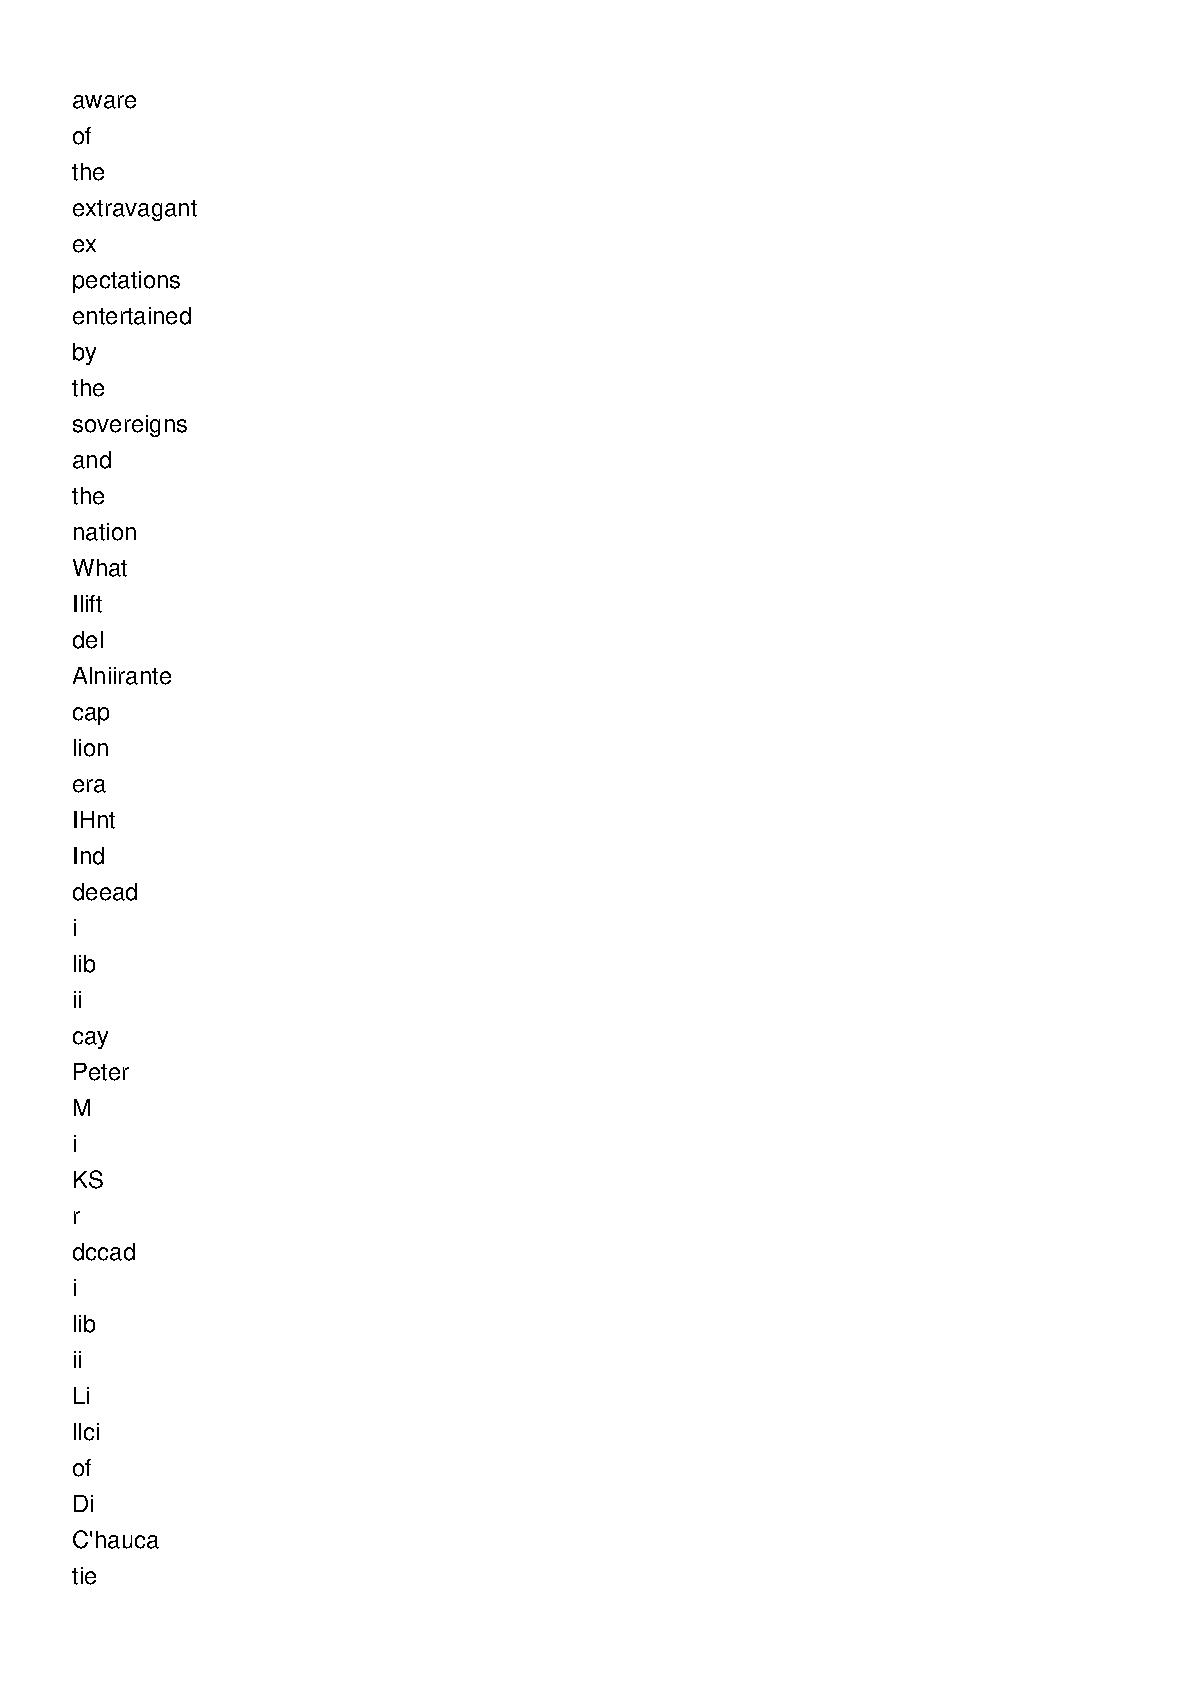 aware
of
the
extravagant
ex
pectations
entertained
by
the
sovereigns
and
the
nation
What
Ilift
del
Alniirante
cap
lion
era
IHnt
Ind
deead
i
lib
ii
cay
Peter
M
i
KS
r
dccad
i
lib
ii
Li
llci
of
Di
C'hauca
tie